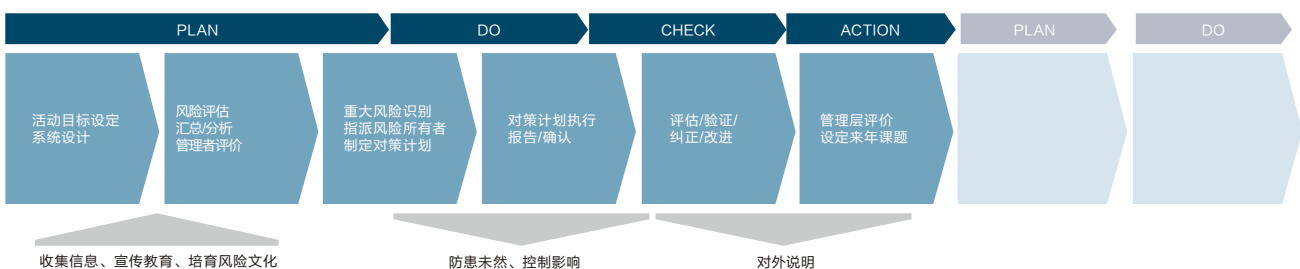 PLAN
DO
CHECK
ACTION
PLAN
DO
活动目标设定
系统设计
风险评估
汇总/分析
管理者评价
重大风险识别
指派风险所有者
制定对策计划
对策计划执行
报告/确认
评估/验证/
纠正/改进
管理层评价
设定来年课题
收集信息、宣传教育、培育风险文化
防患未然、控制影响
对外说明